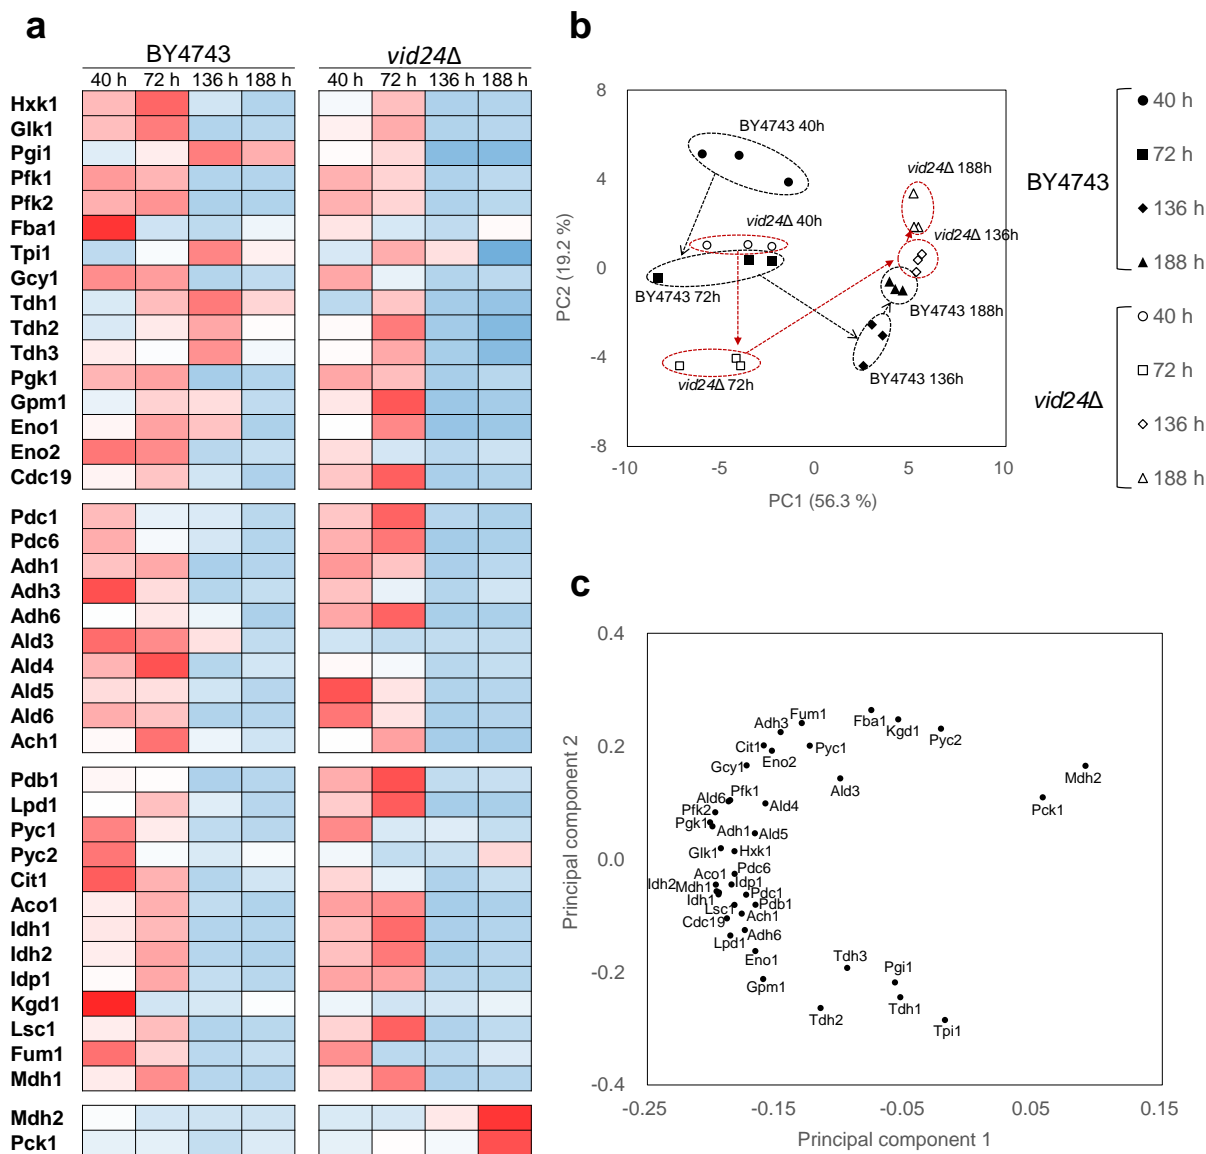 a
BY4743
vid24Δ
40 h 72 h 136 h 188 h
40 h 72 h 136 h 188 h
Hxk1
Glk1
Pgi1
Pfk1
Pfk2
Fba1
Tpi1
Gcy1
Tdh1
Tdh2
Tdh3
Pgk1
Gpm1
Eno1
Eno2
Cdc19
Pdc1
Pdc6
Adh1
Adh3
Adh6
Ald3
Ald4
Ald5
Ald6
Ach1
Pdb1
Lpd1
Pyc1
Pyc2
Cit1
Aco1
Idh1
Idh2
Idp1
Kgd1
Lsc1
Fum1
Mdh1
Mdh2
Pck1
b
8
4
0
-4
-8
-10
-5
0
5
10
PC2 (19.2 %)
PC1 (56.3 %)
BY4743 40h
vid24Δ 188h
vid24Δ 40h
vid24Δ 136h
BY4743 72h
BY4743 188h
vid24Δ 72h
BY4743 136h
BY4743
40 h
72 h
136 h
188 h
vid24Δ
40 h
72 h
136 h
188 h
c
0.4
0.2
0.0
-0.2
-0.4
-0.25
-0.15
-0.05
0.05
0.15
Principal component 2
Principal component 1
Fum1
Adh3
Fba1
Kgd1
Pyc2
Cit1
Eno2
Pyc1
Gcy1
Mdh2
Pfk1
Ald3
Ald6
Ald4
Pck1
Pfk2
Pgk1
Adh1
Ald5
Glk1
Hxk1
Pdc6
Aco1
Idh2
Mdh1
Idp1
Idh1
Pdc1
Lsc1
Pdb1
Cdc19
Ach1
Lpd1
Adh6
Eno1
Tdh3
Pgi1
Gpm1
Tdh2
Tdh1
Tpi1